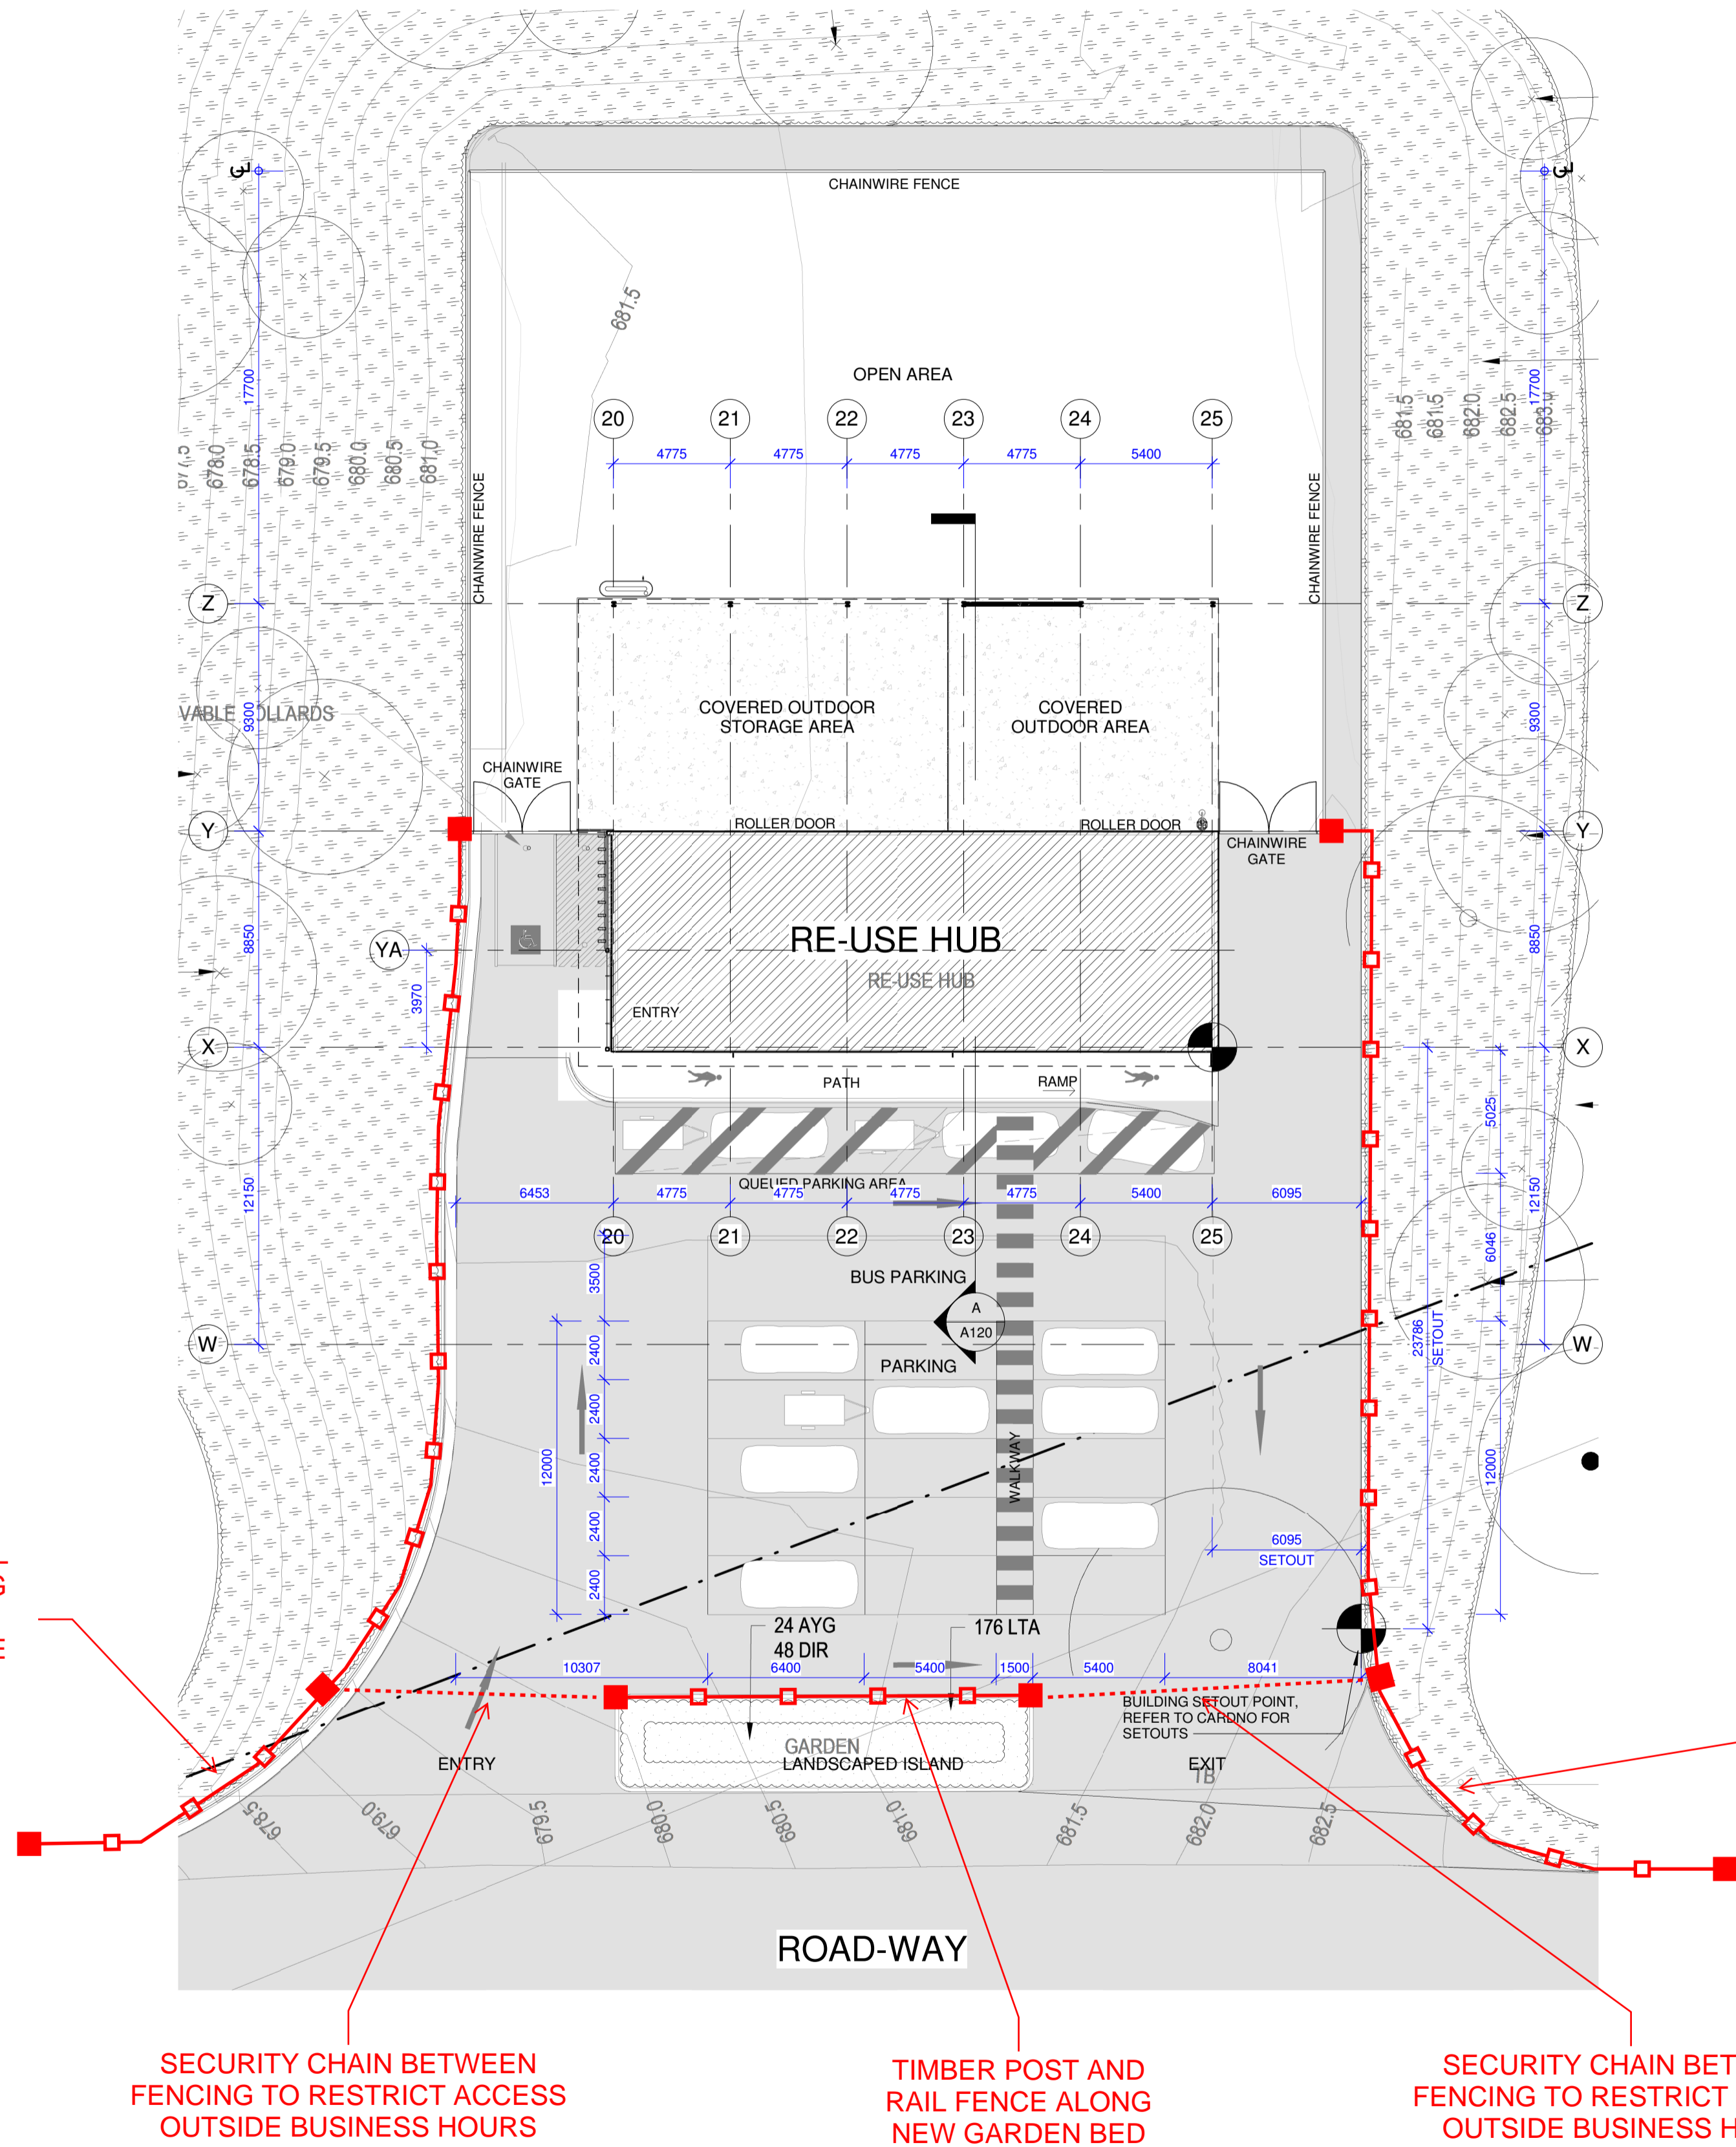 CHAINWIRE FENCE
681.5
OPEN AREA
20 21 22 23 24 25
4775 4775 4775 4775 5400
17700
17700
678.0
678.5
679.0
679.5
680.0
680.5
681.0
681.5
681.5
682.0
682.5
CHAINWIRE FENCE
CHAINWIRE FENCE
Z
Z
COVERED OUTDOOR
STORAGE AREA
COVERED
OUTDOOR AREA
9300
9300
CHAINWIRE
GATE
ROLLER DOOR
ROLLER DOOR
Y
Y
CHAINWIRE
GATE
RE-USE HUB
RE-USE HUB
YA
8850
8850
3970
ENTRY
X
X
PATH
RAMP
QUEUED PARKING AREA
6453 4775 4775 4775 4775 5400 6095
20 21 22 23 24 25
12150
12150
5025
6046
23786
SETOUT
12000
BUS PARKING
3500
A
A120
W
W
PARKING
2400
2400
2400
2400
2400
12000
WALKWAY
6095
SETOUT
24 AYG
48 DIR
176 LTA
10307 6400 5400 1500 5400 8041
BUILDING SETOUT POINT,
REFER TO CARDNO FOR
SETOUTS
GARDEN
LANDSCAPED ISLAND
ENTRY
EXIT
678.5
679.0
679.5
680.0
680.5
681.0
681.5
682.0
682.5
ROAD-WAY
SECURITY CHAIN BETWEEN
FENCING TO RESTRICT ACCESS
OUTSIDE BUSINESS HOURS
TIMBER POST AND
RAIL FENCE ALONG
NEW GARDEN BED
SECURITY CHAIN BET
FENCING TO RESTRICT
OUTSIDE BUSINESS H